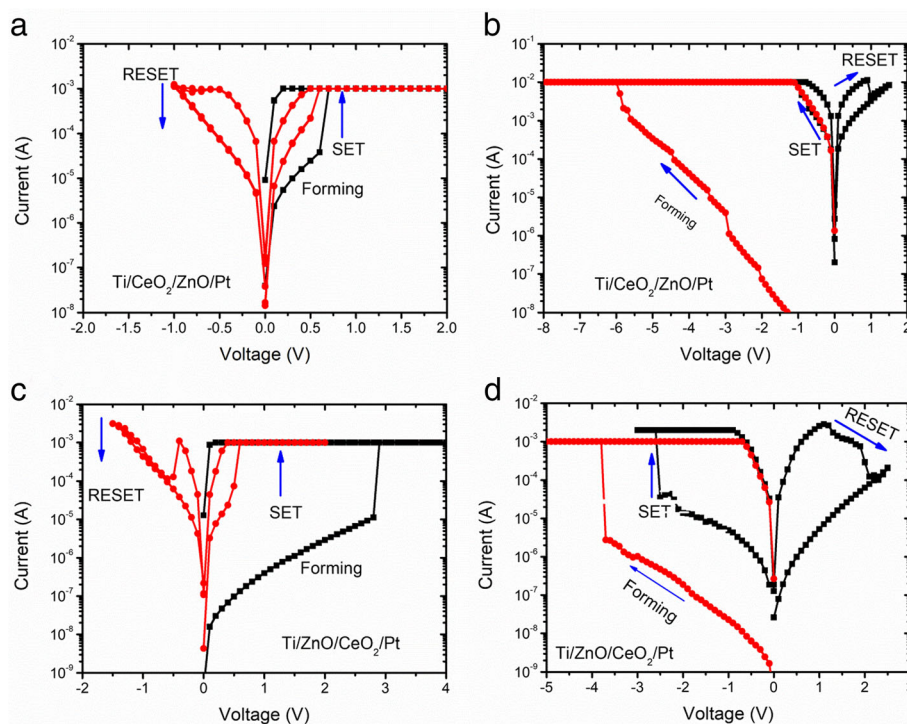 a
10⁻²
10⁻³
10⁻⁴
10⁻⁵
10⁻⁶
10⁻⁷
10⁻⁸
Current (A)
RESET
SET
Forming
Ti/CeO₂/ZnO/Pt
-2.0 -1.5 -1.0 -0.5 0.0 0.5 1.0 1.5 2.0
Voltage (V)
b
10⁻¹
10⁻²
10⁻³
10⁻⁴
10⁻⁵
10⁻⁶
10⁻⁷
10⁻⁸
Current (A)
RESET
SET
Forming
Ti/CeO₂/ZnO/Pt
-8 -7 -6 -5 -4 -3 -2 -1 0 1 2
Voltage (V)
c
10⁻²
10⁻³
10⁻⁴
10⁻⁵
10⁻⁶
10⁻⁷
10⁻⁸
10⁻⁹
Current (A)
RESET
SET
Forming
Ti/ZnO/CeO₂/Pt
-2 -1 0 1 2 3 4
Voltage (V)
d
10⁻²
10⁻³
10⁻⁴
10⁻⁵
10⁻⁶
10⁻⁷
10⁻⁸
10⁻⁹
Current (A)
RESET
SET
Forming
Ti/ZnO/CeO₂/Pt
-5 -4 -3 -2 -1 0 1 2 3
Voltage (V)